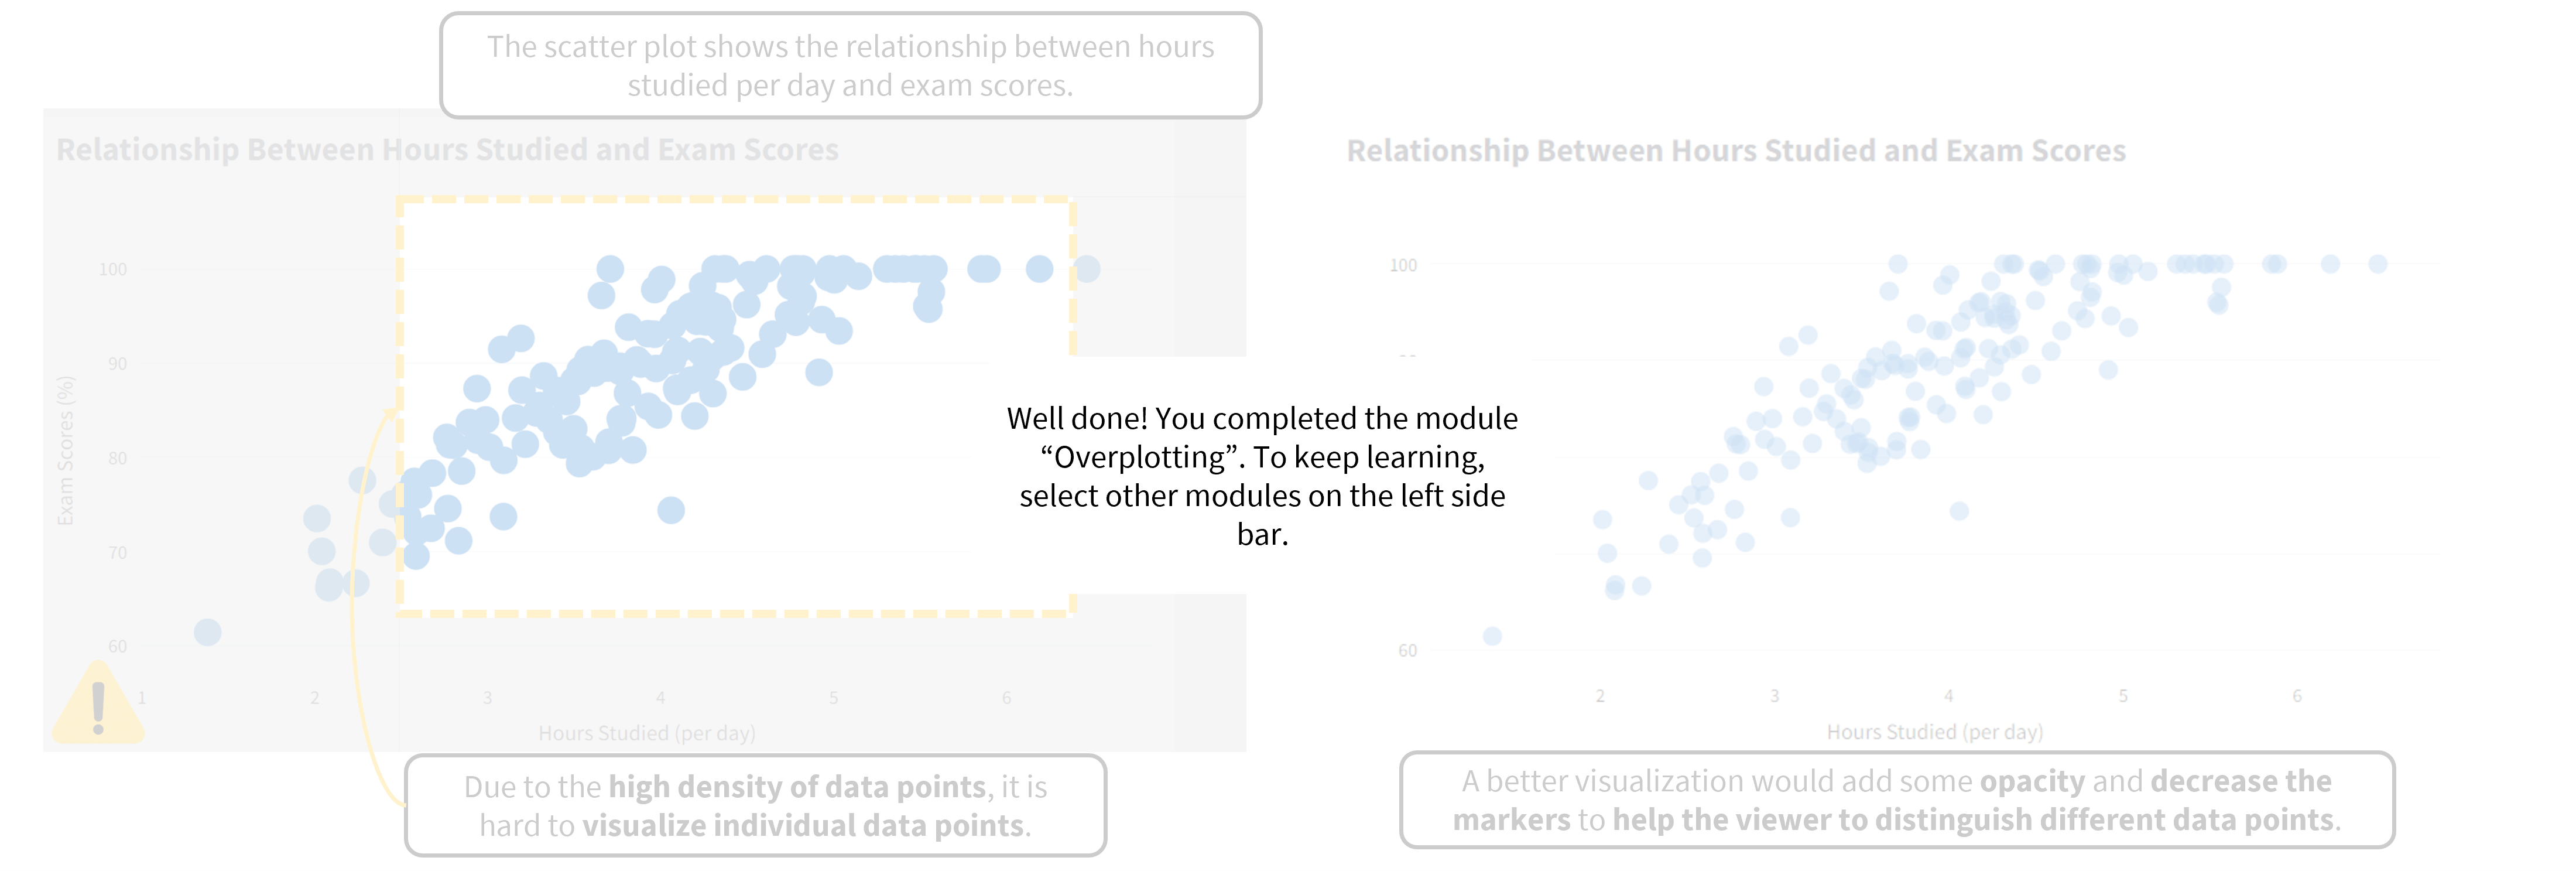 The scatter plot shows the relationship between hours
studied per day and exam scores.
Relationship Between Hours Studied and Exam Scores
100
90
80
70
60
Exam Scores (%)
1 2 3 4 5 6
Hours Studied (per day)
Due to the high density of data points, it is
hard to visualize individual data points.
Well done! You completed the module
“Overplotting”. To keep learning,
select other modules on the left side
bar.
Relationship Between Hours Studied and Exam Scores
100
60
2 3 4 5 6
Hours Studied (per day)
A better visualization would add some opacity and decrease the
markers to help the viewer to distinguish different data points.